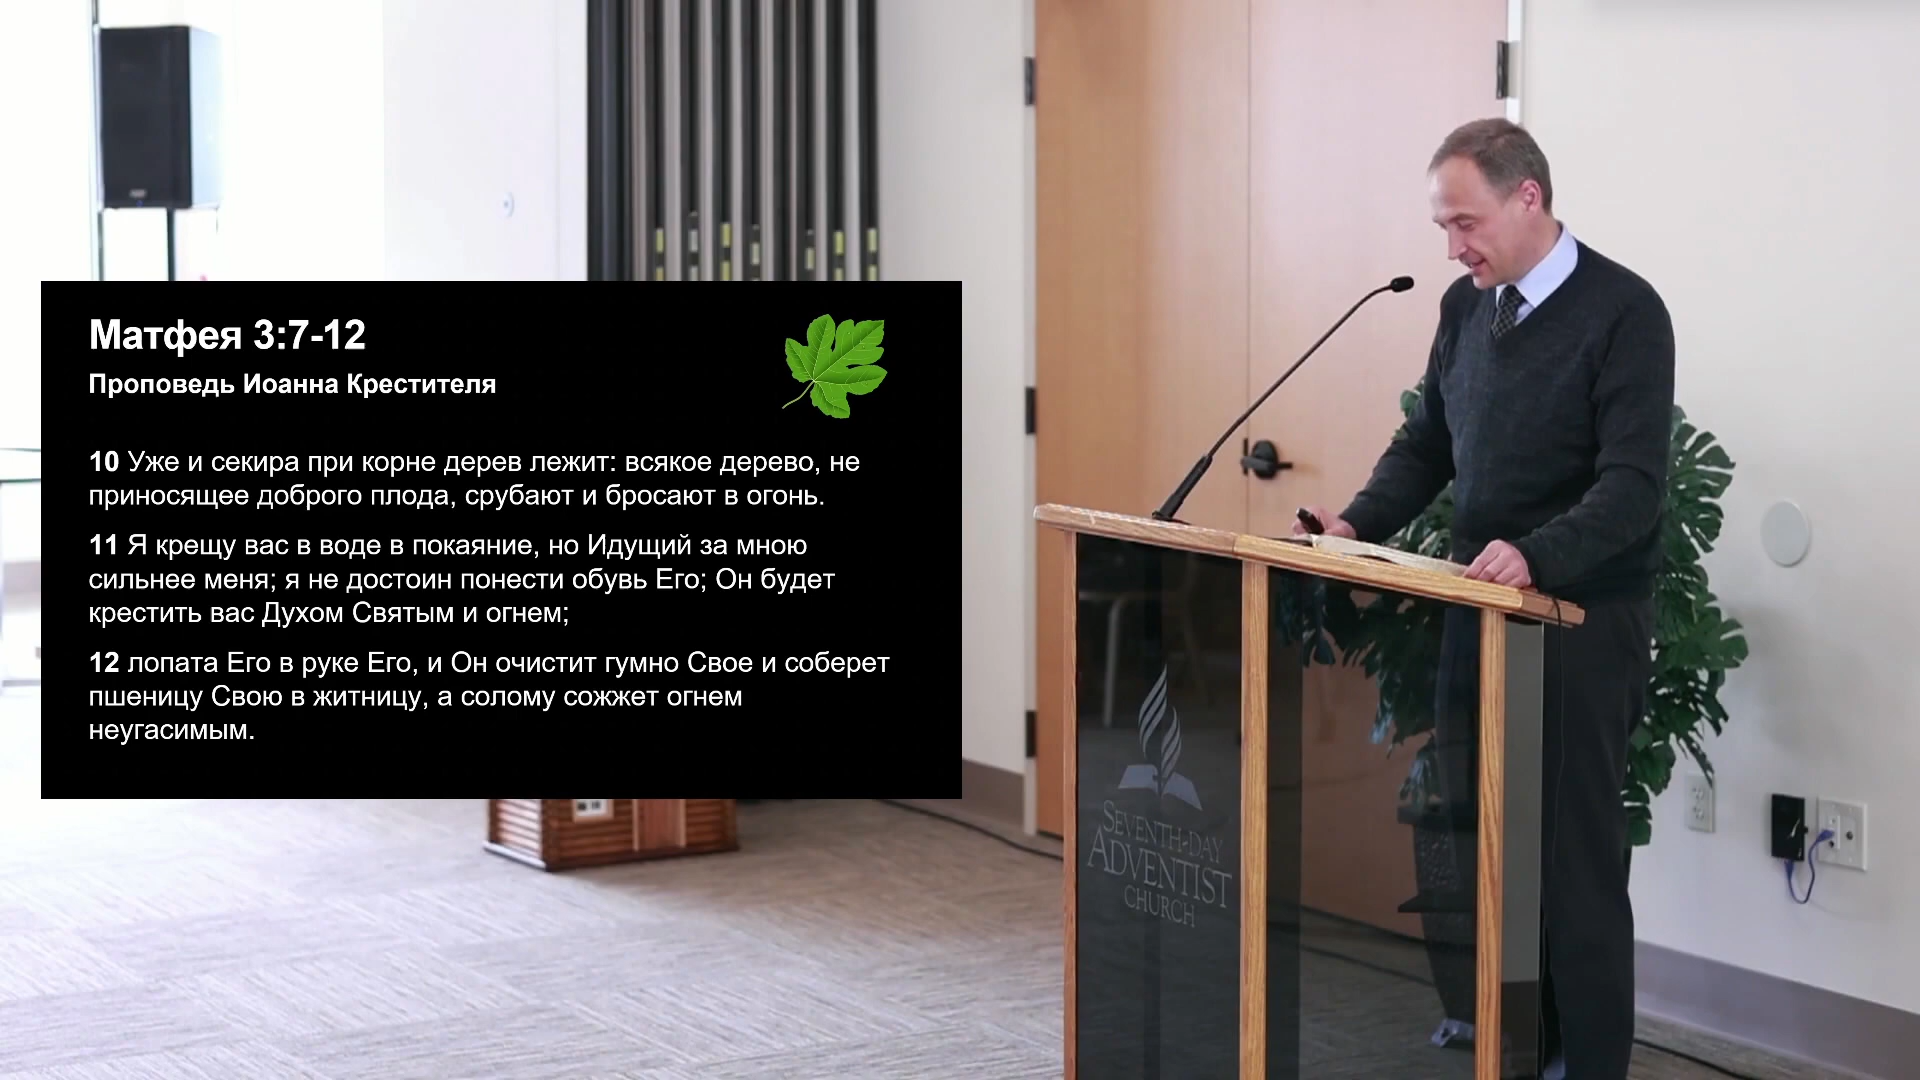 Матфея 3:7-12
Проповедь Иоанна Крестителя
10 Уже и секира при корне дерев лежит: всякое дерево, не
приносящее доброго плода, срубают и бросают в огонь.
11 Я крещу вас в воде в покаяние, но Идущий за мною
сильнее меня; я не достоин понести обувь Его; Он будет
крестить вас Духом Святым и огнем;
12 лопата Его в руке Его, и Он очистит гумно Свое и соберет
пшеницу Свою в житницу, а солому сожжет огнем
неугасимым.
SEVENTH-DAY
ADVENTIST
CHURCH